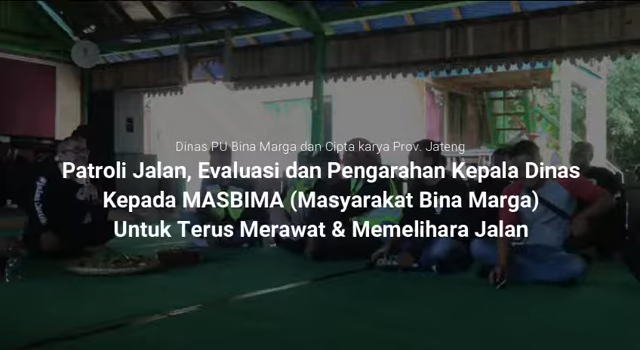 Dinas PU Bina Marga dan Cipta karya Prov. Jateng
Patroli Jalan, Evaluasi dan Pengarahan Kepala Dinas
Kepada MASBIMA (Masyarakat Bina Marga)
Untuk Terus Merawat & Memelihara Jalan